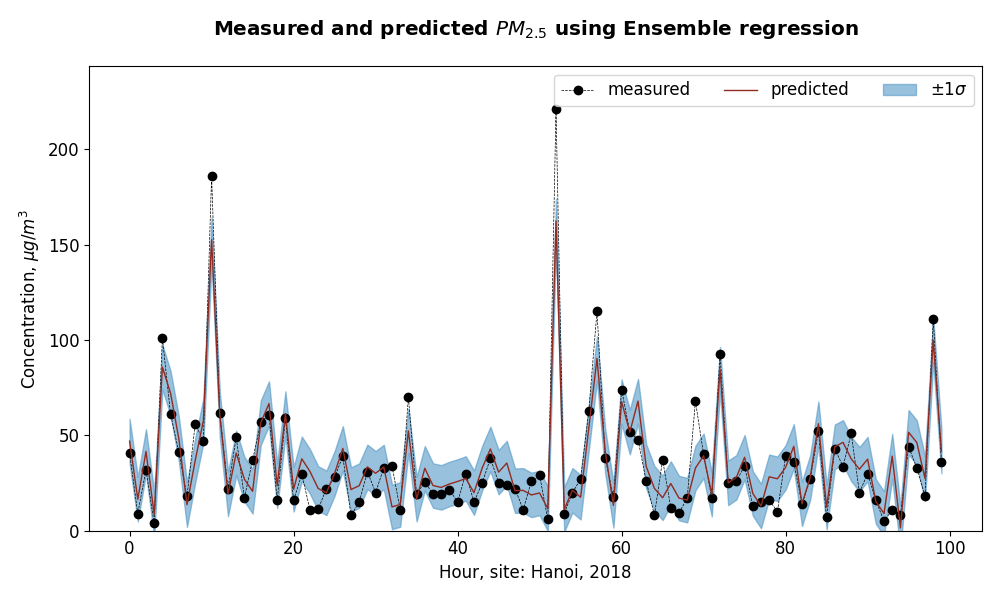 Measured and predicted PM2.5 using Ensemble regression
measured predicted ±1σ
Concentration, μg/m³
200
150
100
50
0
0 20 40 60 80 100
Hour, site: Hanoi, 2018